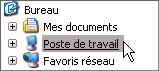 Bureau
Mes documents
Poste de travail
Favoris réseau